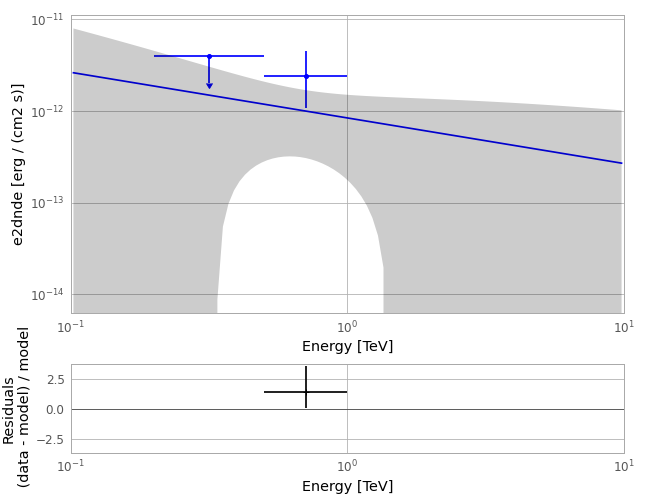 10⁻¹¹
10⁻¹²
10⁻¹³
10⁻¹⁴
e2dnde [erg / (cm2 s)]
10⁻¹ 10⁰ 10¹
Energy [TeV]
2.5
0.0
−2.5
Residuals
(data - model) / model
10⁻¹ 10⁰ 10¹
Energy [TeV]